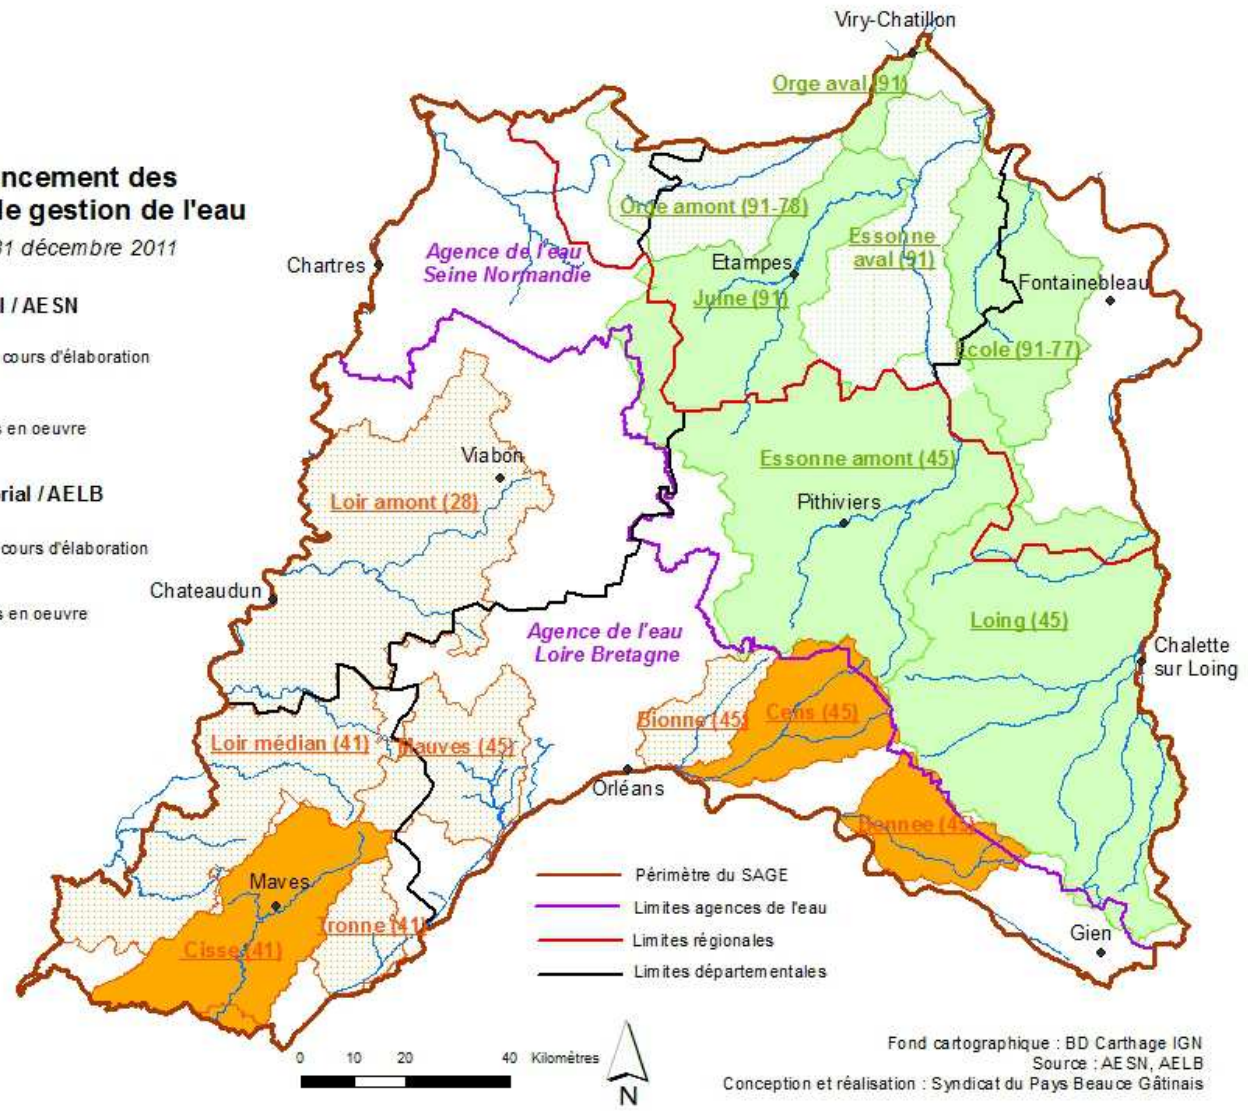 ncement des
le gestion de l'eau
31 décembre 2011
l / AESN
cours d'élaboration
s en oeuvre
rial / AELB
cours d'élaboration
s en oeuvre
Viry-Chatillon
Orge aval (91)
Orge amont (91-78)
Agence de l'eau
Seine Normandie
Chartres
Etampes
Essonne
aval (91)
Juine (91)
Fontainebleau
Ecole (91-77)
Viabon
Essonne amont (45)
Loir amont (28)
Pithiviers
Chateaudun
Agence de l'eau
Loire Bretagne
Loing (45)
Chalette
sur Loing
Bionne (45)
Cens (45)
Loir médian (41)
Mauves (45)
Orléans
Bonnee (45)
Maves
Tronne (41)
Cisse (41)
Gien
Périmètre du SAGE
Limites agences de l'eau
Limites régionales
Limites départementales
0 10 20 40 Kilomètres
N
Fond cartographique : BD Carthage IGN
Source : AESN, AELB
Conception et réalisation : Syndicat du Pays Beauce Gâtinais